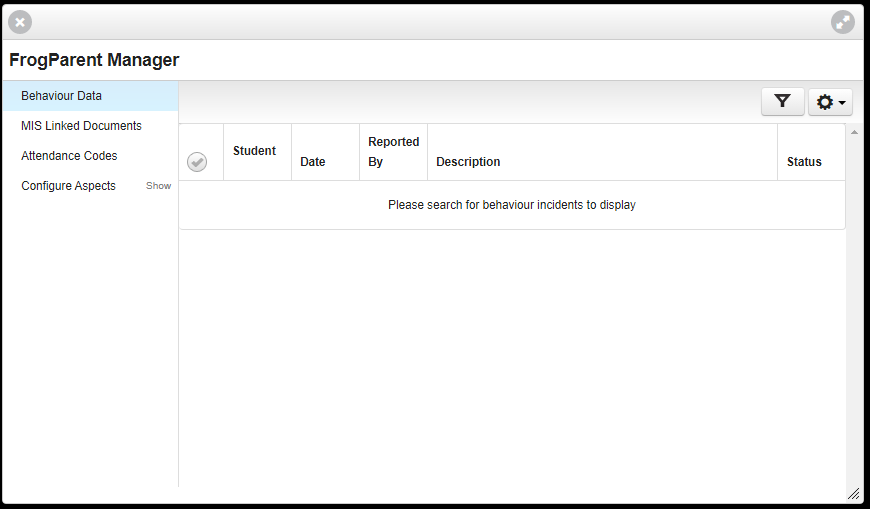 FrogParent Manager
Behaviour Data
MIS Linked Documents
Attendance Codes
Configure Aspects Show
Student
Date
Reported
By
Description
Status
Please search for behaviour incidents to display